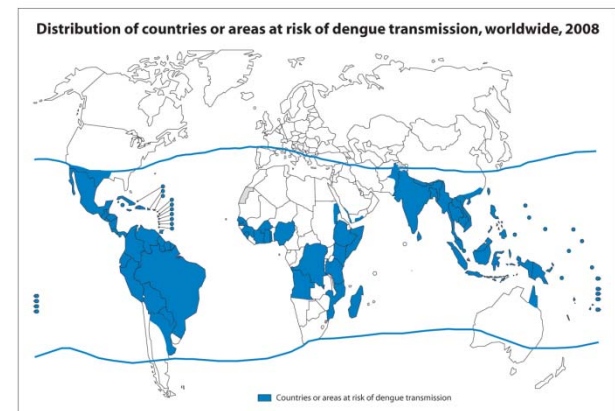 Distribution of countries or areas at risk of dengue transmission, worldwide, 2008
Countries or areas at risk of dengue transmission